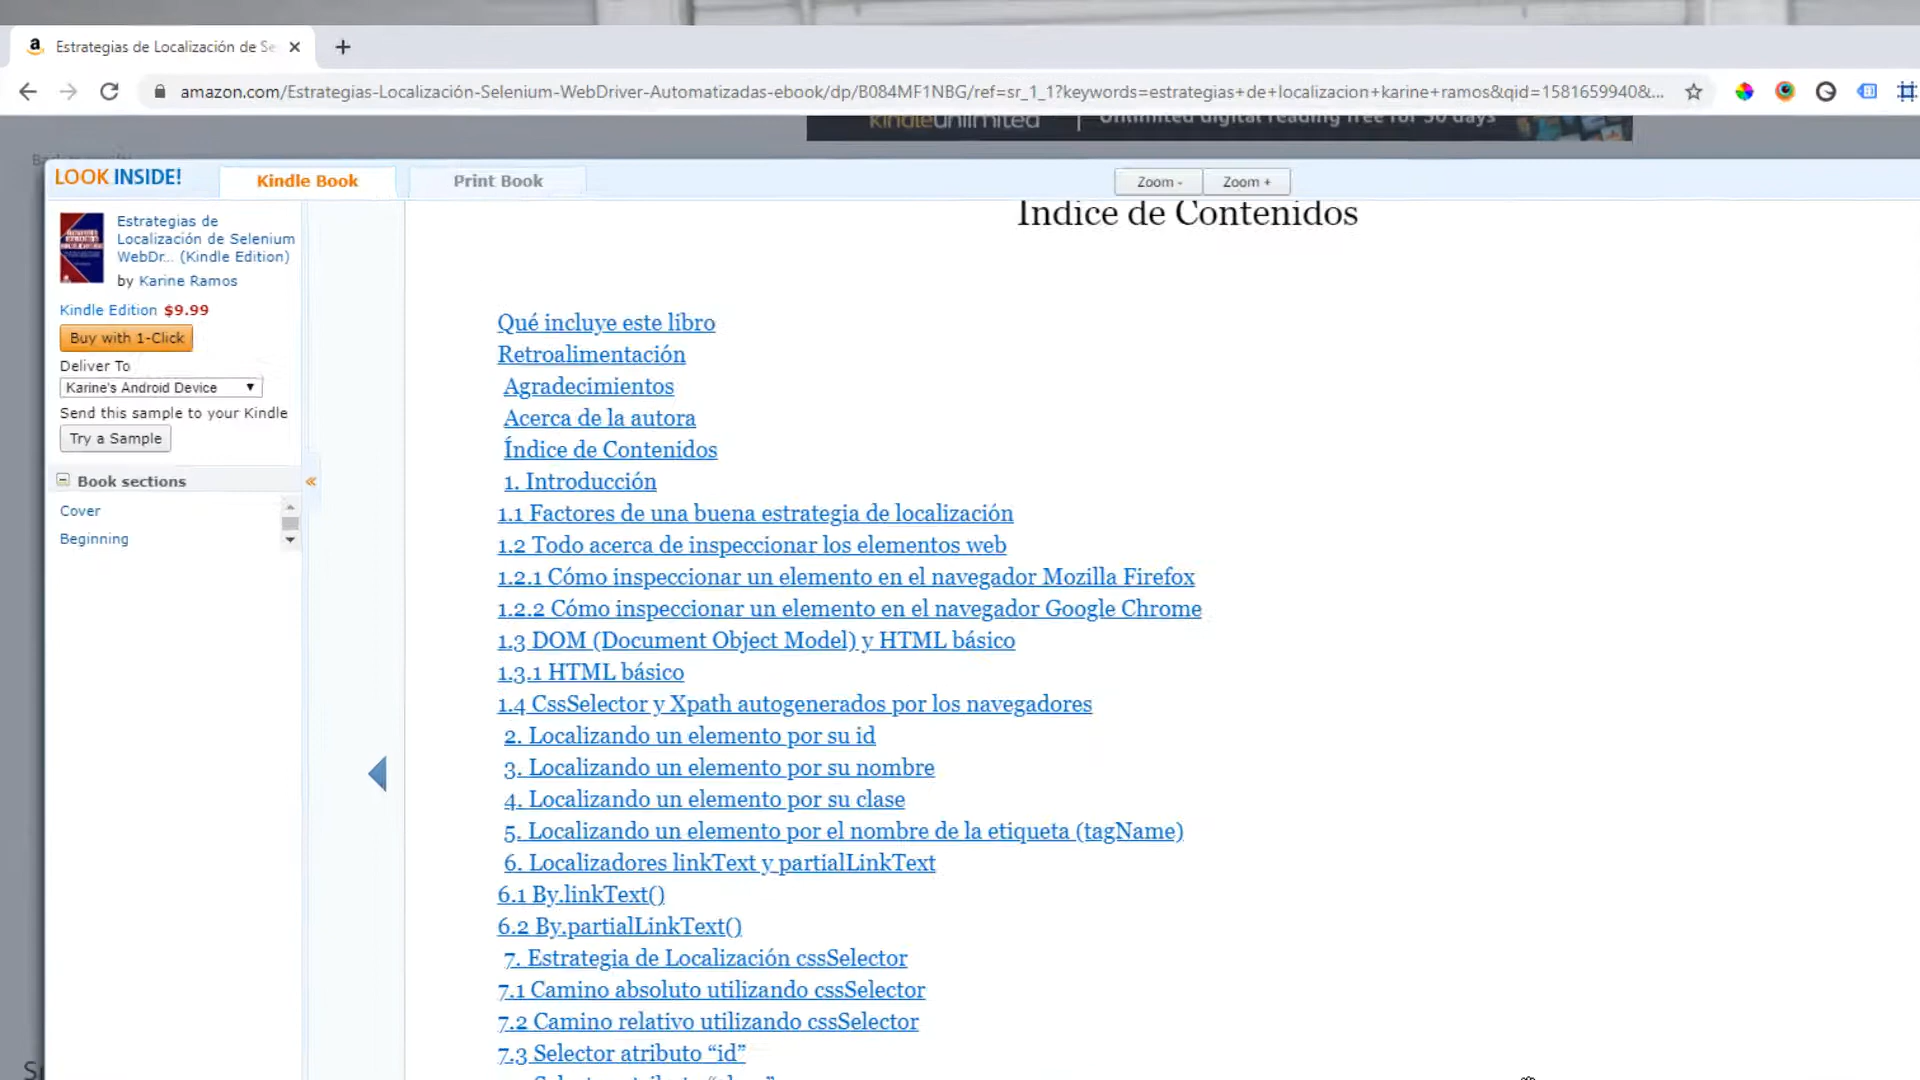 Estrategias de Localización de Se
amazon.com/Estrategias-Localización-Selenium-WebDriver-Automatizadas-ebook/dp/B084MF1NBG/ref=sr_1_1?keywords=estrategias+de+localizacion+karine+ramos&qid=1581659940&...
kindleunlimited | Unlimited digital reading free for 30 days
LOOK INSIDE!
Kindle Book
Print Book
Zoom -
Zoom +
Estrategias de
Localización de Selenium
WebDr... (Kindle Edition)
by Karine Ramos
Kindle Edition $9.99
Buy with 1-Click
Deliver To
Karine's Android Device
Send this sample to your Kindle
Try a Sample
Book sections
Cover
Beginning
Índice de Contenidos
Qué incluye este libro
Retroalimentación
Agradecimientos
Acerca de la autora
Índice de Contenidos
1. Introducción
1.1 Factores de una buena estrategia de localización
1.2 Todo acerca de inspeccionar los elementos web
1.2.1 Cómo inspeccionar un elemento en el navegador Mozilla Firefox
1.2.2 Cómo inspeccionar un elemento en el navegador Google Chrome
1.3 DOM (Document Object Model) y HTML básico
1.3.1 HTML básico
1.4 CssSelector y Xpath autogenerados por los navegadores
2. Localizando un elemento por su id
3. Localizando un elemento por su nombre
4. Localizando un elemento por su clase
5. Localizando un elemento por el nombre de la etiqueta (tagName)
6. Localizadores linkText y partialLinkText
6.1 By.linkText()
6.2 By.partialLinkText()
7. Estrategia de Localización cssSelector
7.1 Camino absoluto utilizando cssSelector
7.2 Camino relativo utilizando cssSelector
7.3 Selector atributo “id”